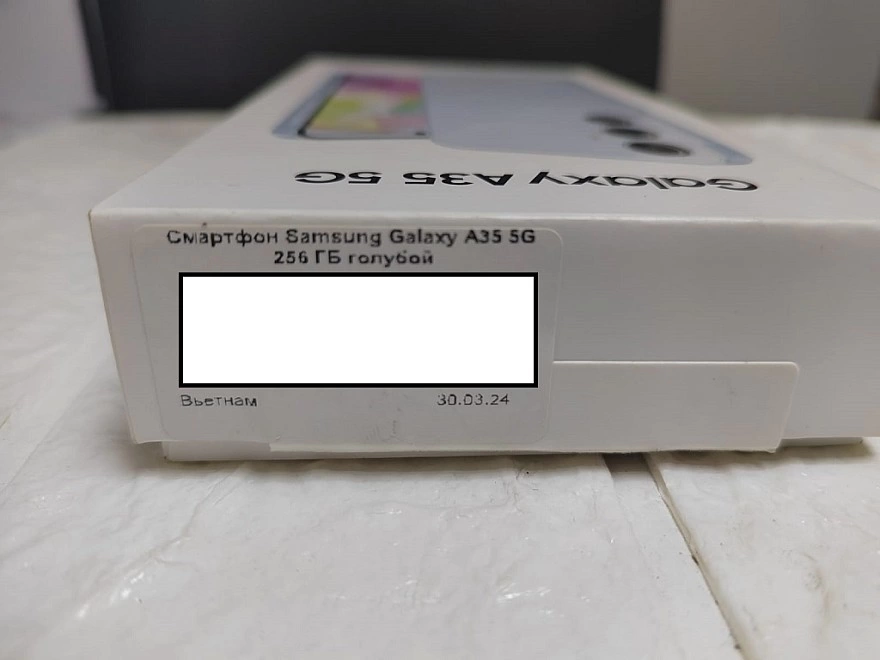 Galaxy A35 5G
Смартфон Samsung Galaxy A35 5G
256 ГБ голубой
Вьетнам 30.03.24